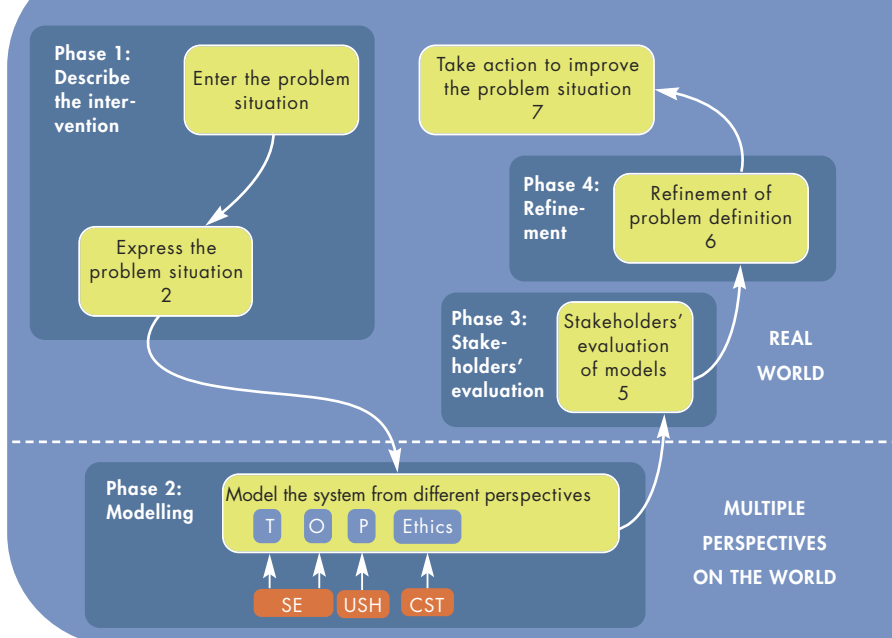 Phase 1:
Describe
the inter-
vention
Enter the problem
situation
Express the
problem situation
2
Take action to improve
the problem situation
7
Phase 4:
Refine-
ment
Refinement of
problem definition
6
Phase 3:
Stake-
holders’
evaluation
Stakeholders’
evaluation
of models
5
REAL
WORLD
Phase 2:
Modelling
Model the system from different perspectives
T O P Ethics
SE USH CST
MULTIPLE
PERSPECTIVES
ON THE WORLD